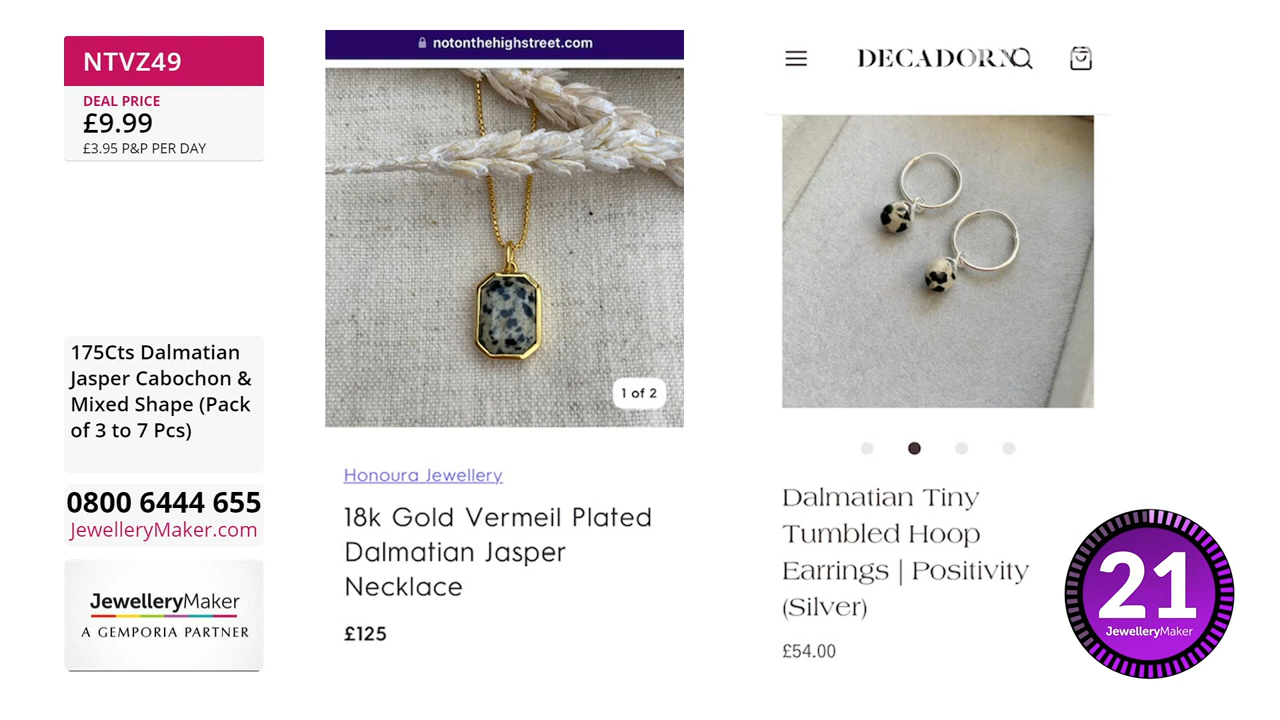 NTVZ49
DEAL PRICE
£9.99
£3.95 P&P PER DAY
175Cts Dalmatian
Jasper Cabochon &
Mixed Shape (Pack
of 3 to 7 Pcs)
0800 6444 655
JewelleryMaker.com
JewelleryMaker
A GEMPORIA PARTNER
notonthehighstreet.com
1 of 2
Honoura Jewellery
18k Gold Vermeil Plated
Dalmatian Jasper
Necklace
£125
DECADORN
Dalmatian Tiny
Tumbled Hoop
Earrings | Positivity
(Silver)
£54.00
21
JewelleryMaker